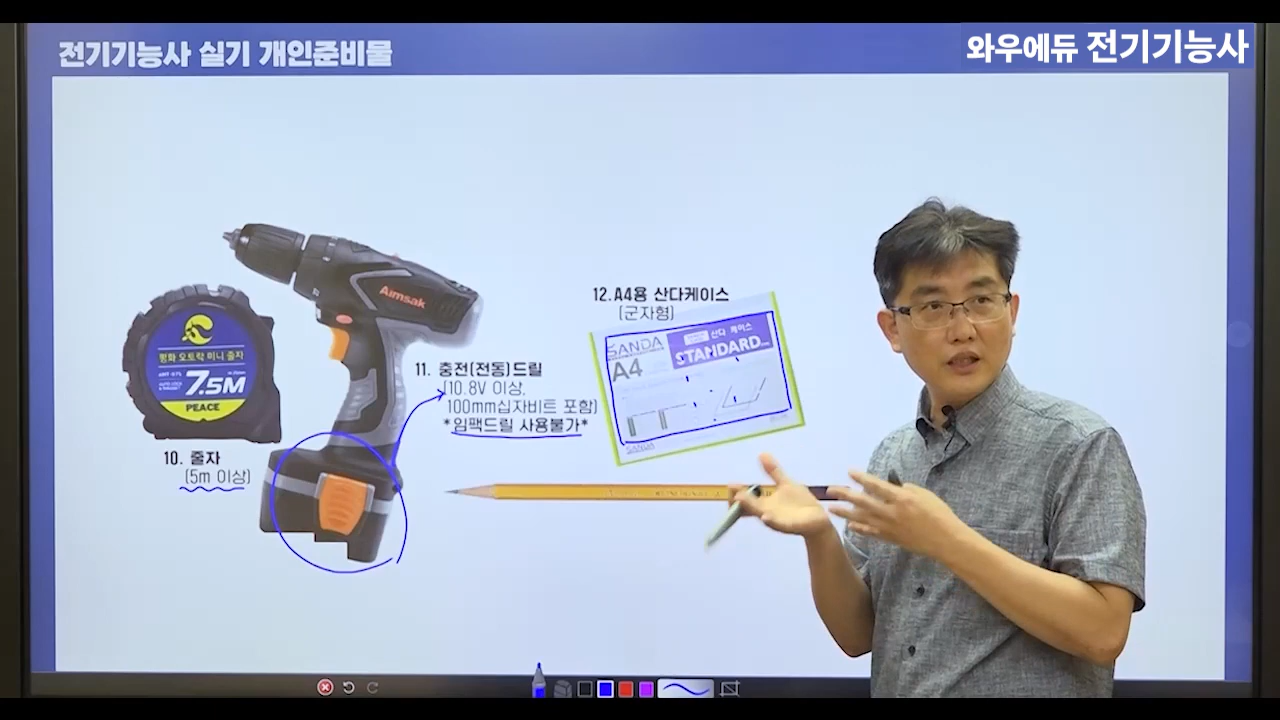 전기기능사 실기 개인준비물
와우에듀 전기기능사
Aimsak
평화 오토락 미니 줄자
7.5M
PEACE
10. 줄자
(5m 이상)
11. 충전(전동)드릴
(10.8V 이상,
100mm십자비트 포함)
*임팩드릴 사용불가*
12. A4용 산다케이스
(군자형)
SANDA
산다 케이스
STANDARD
A4
SANDA